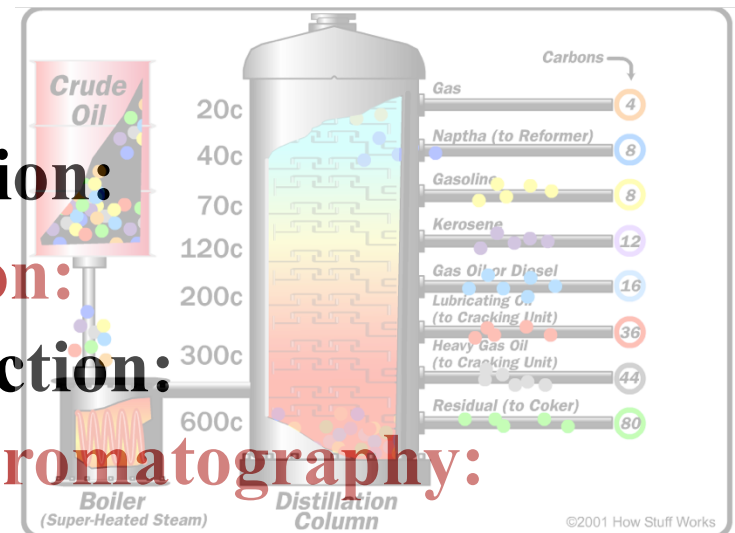 Carbons
Crude
Oil
Gas
20c
4
Naptha (to Reformer)
40c
8
ion:
Gasoline
70c
8
Kerosene
120c
12
on:
Gas Oil or Diesel
200c
16
Lubricating Oil
(to Cracking Unit)
36
ction:
300c
Heavy Gas Oil
(to Cracking Unit)
44
Residual (to Coker)
600c
80
romatography:
Boiler
(Super-Heated Steam)
Distillation
Column
©2001 How Stuff Works